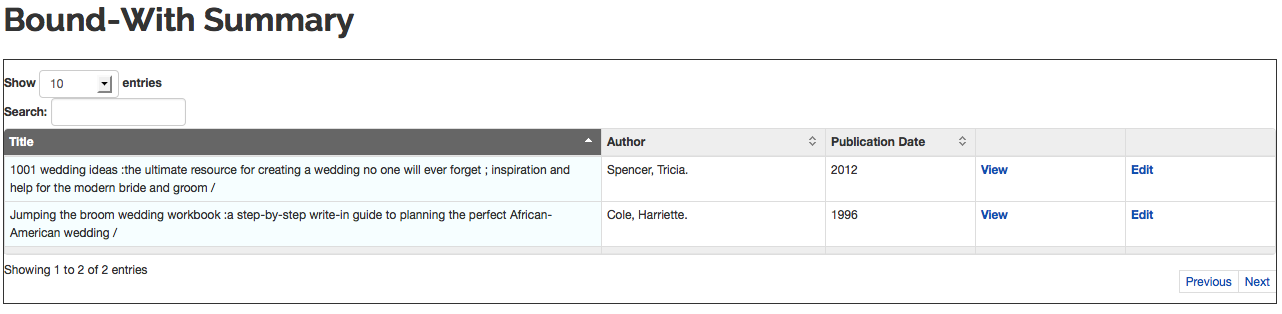 Bound-With Summary
Show 10 entries
Search:
Title Author Publication Date
1001 wedding ideas :the ultimate resource for creating a wedding no one will ever forget ; inspiration and Spencer, Tricia. 2012 View Edit
help for the modern bride and groom /
Jumping the broom wedding workbook :a step-by-step write-in guide to planning the perfect African- Cole, Harriette. 1996 View Edit
American wedding /
Showing 1 to 2 of 2 entries
Previous Next